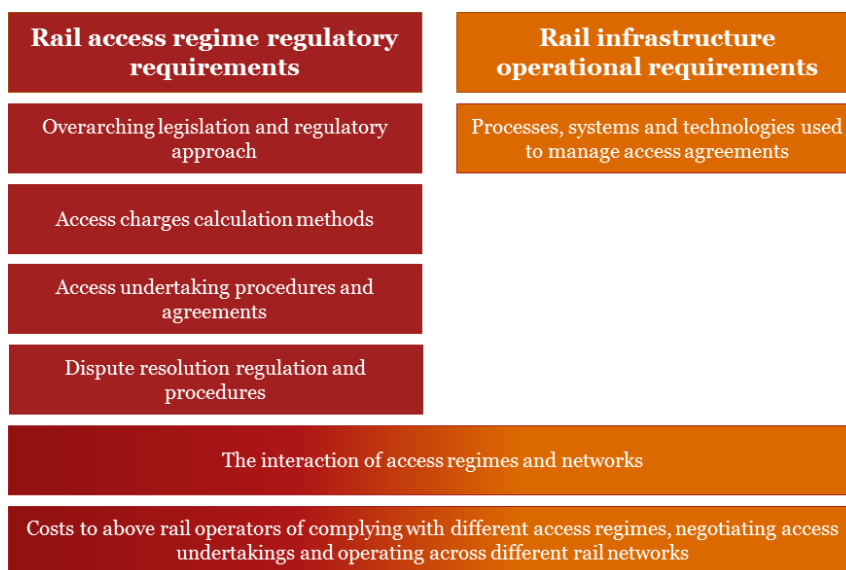 Rail access regime regulatory
requirements
Rail infrastructure
operational requirements
Overarching legislation and regulatory
approach
Processes, systems and technologies used
to manage access agreements
Access charges calculation methods
Access undertaking procedures and
agreements
Dispute resolution regulation and
procedures
The interaction of access regimes and networks
Costs to above rail operators of complying with different access regimes, negotiating access
undertakings and operating across different rail networks